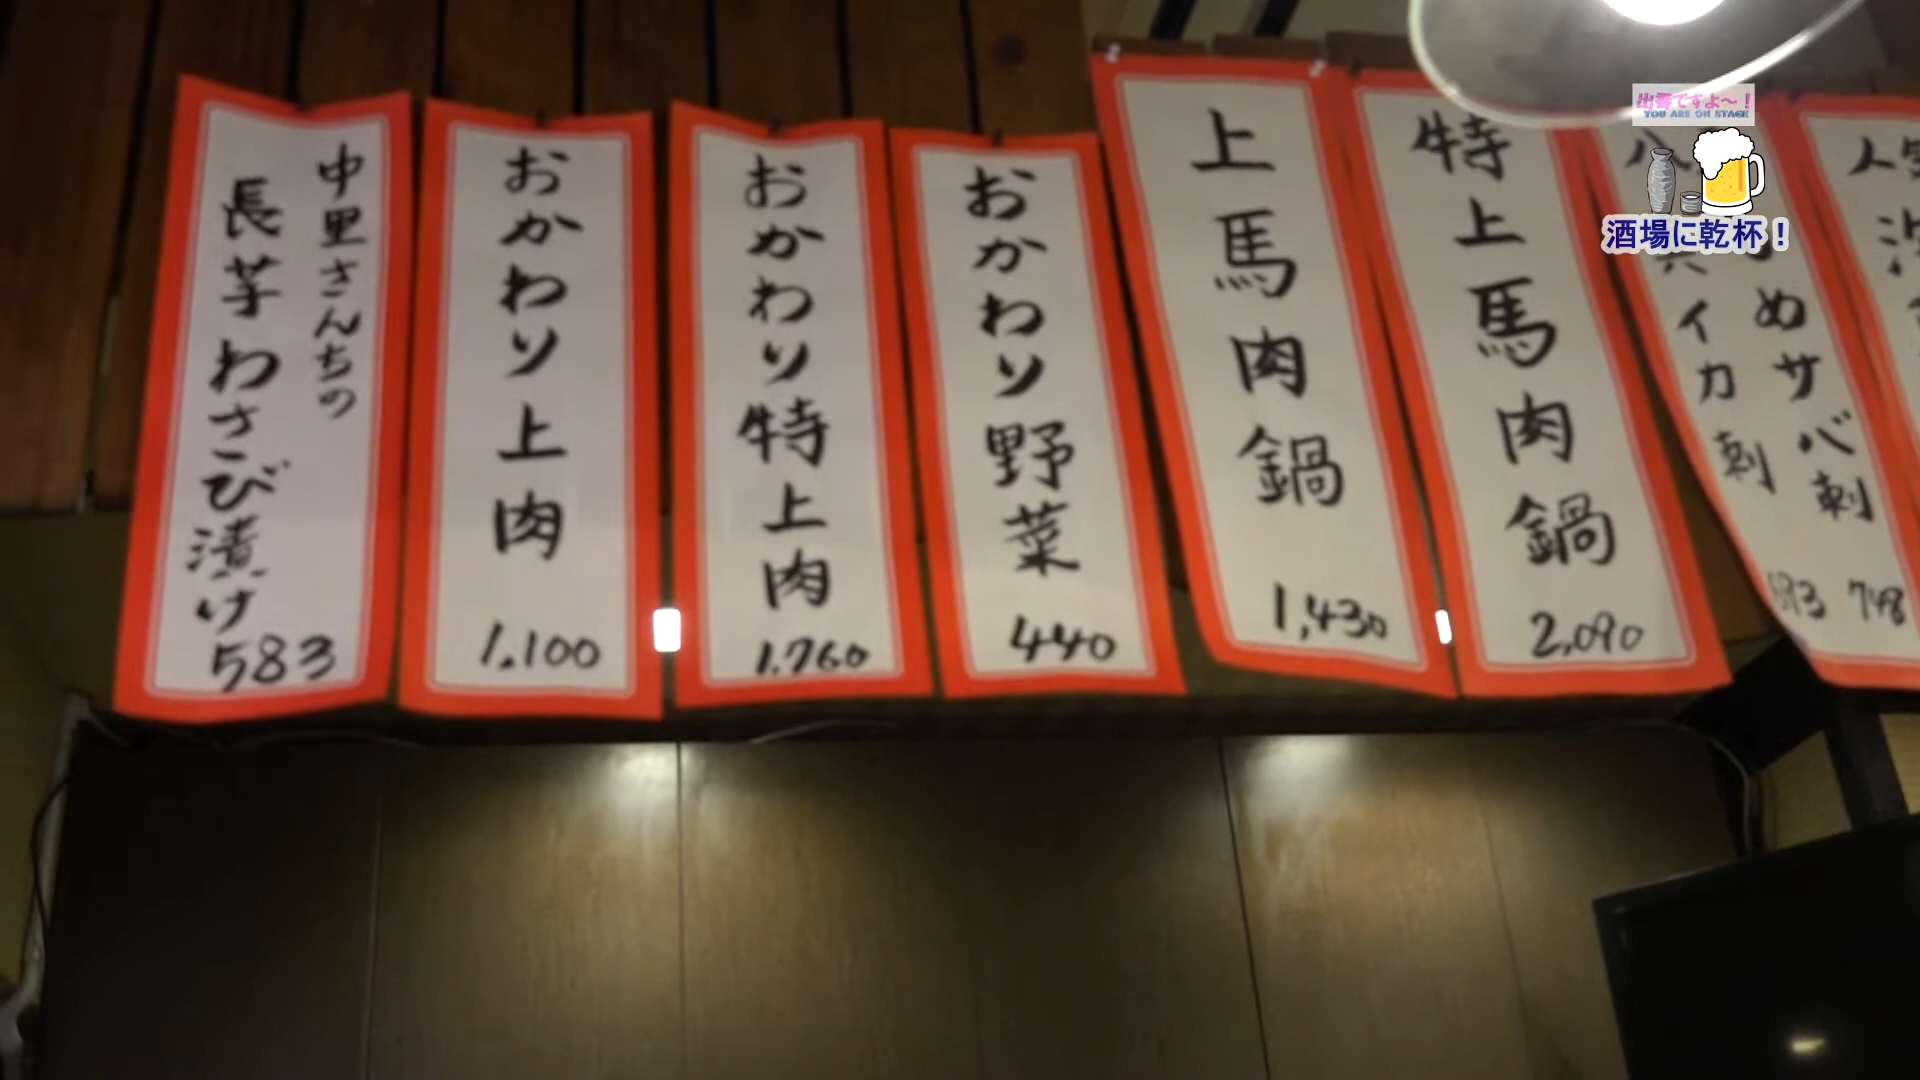 中里さんちの
長芋わさび漬け
583
おかわり上肉
1,100
おかわり特上肉
1,760
おかわり野菜
440
上馬肉鍋
1,430
特上馬肉鍋
2,090
めサバ刺
748
イカ刺
出番ですよ〜！
YOU ARE ON STAGE
酒場に乾杯！